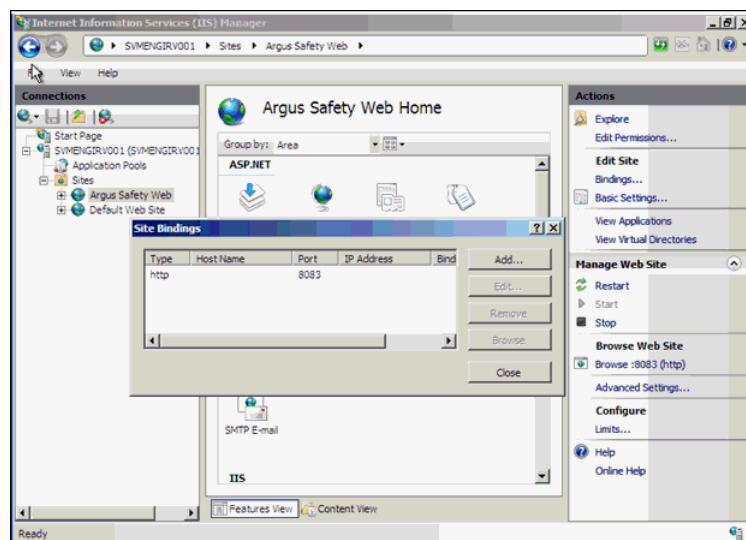 Internet Information Services (IIS) Manager
SVMENGIRV001 Sites Argus Safety Web
View Help
Connections
Start Page
SVMENGIRV001 (SVMENGIRV001
Application Pools
Sites
Argus Safety Web
Default Web Site
Argus Safety Web Home
Group by: Area
ASP.NET
SMTP E-mail
IIS
Features View Content View
Site Bindings
Type Host Name Port IP Address Bind
http 8083
Add...
Edit...
Remove
Browse
Close
Actions
Explore
Edit Permissions...
Edit Site
Bindings...
Basic Settings...
View Applications
View Virtual Directories
Manage Web Site
Restart
Start
Stop
Browse Web Site
Browse :8083 (http)
Advanced Settings...
Configure
Limits...
Help
Online Help
Ready